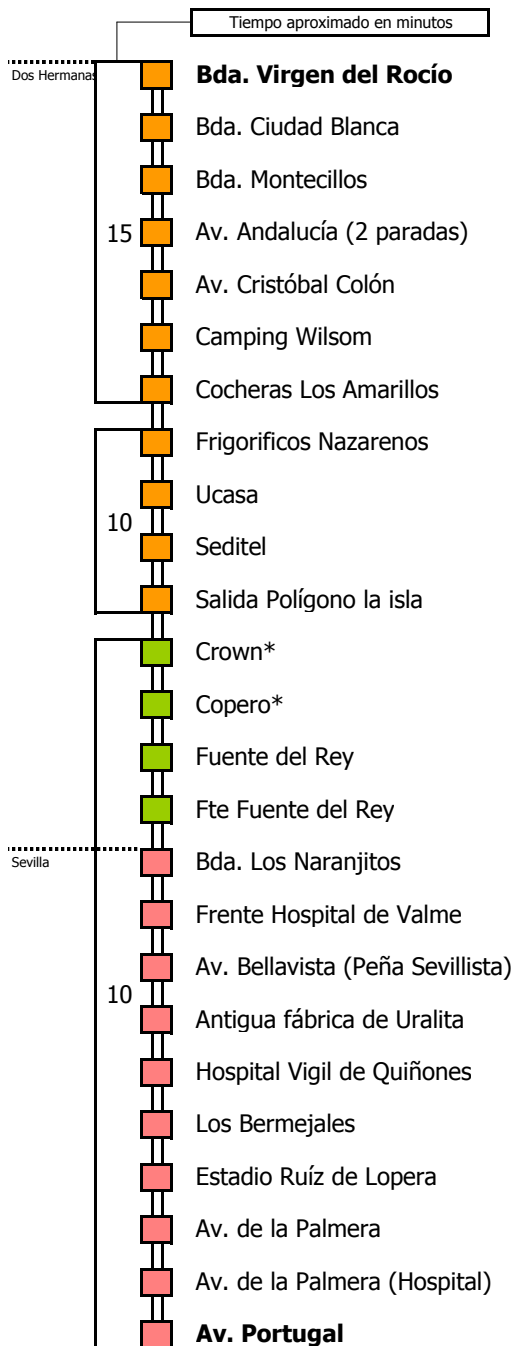 Tiempo aproximado en minutos
Dos Hermanas
Bda. Virgen del Rocío
Bda. Ciudad Blanca
Bda. Montecillos
15
Av. Andalucía (2 paradas)
Av. Cristóbal Colón
Camping Wilsom
Cocheras Los Amarillos
Frigorificos Nazarenos
Ucasa
10
Seditel
Salida Polígono la isla
Crown*
Copero*
Fuente del Rey
Fte Fuente del Rey
Sevilla
Bda. Los Naranjitos
Frente Hospital de Valme
Av. Bellavista (Peña Sevillista)
10
Antigua fábrica de Uralita
Hospital Vigil de Quiñones
Los Bermejales
Estadio Ruíz de Lopera
Av. de la Palmera
Av. de la Palmera (Hospital)
Av. Portugal